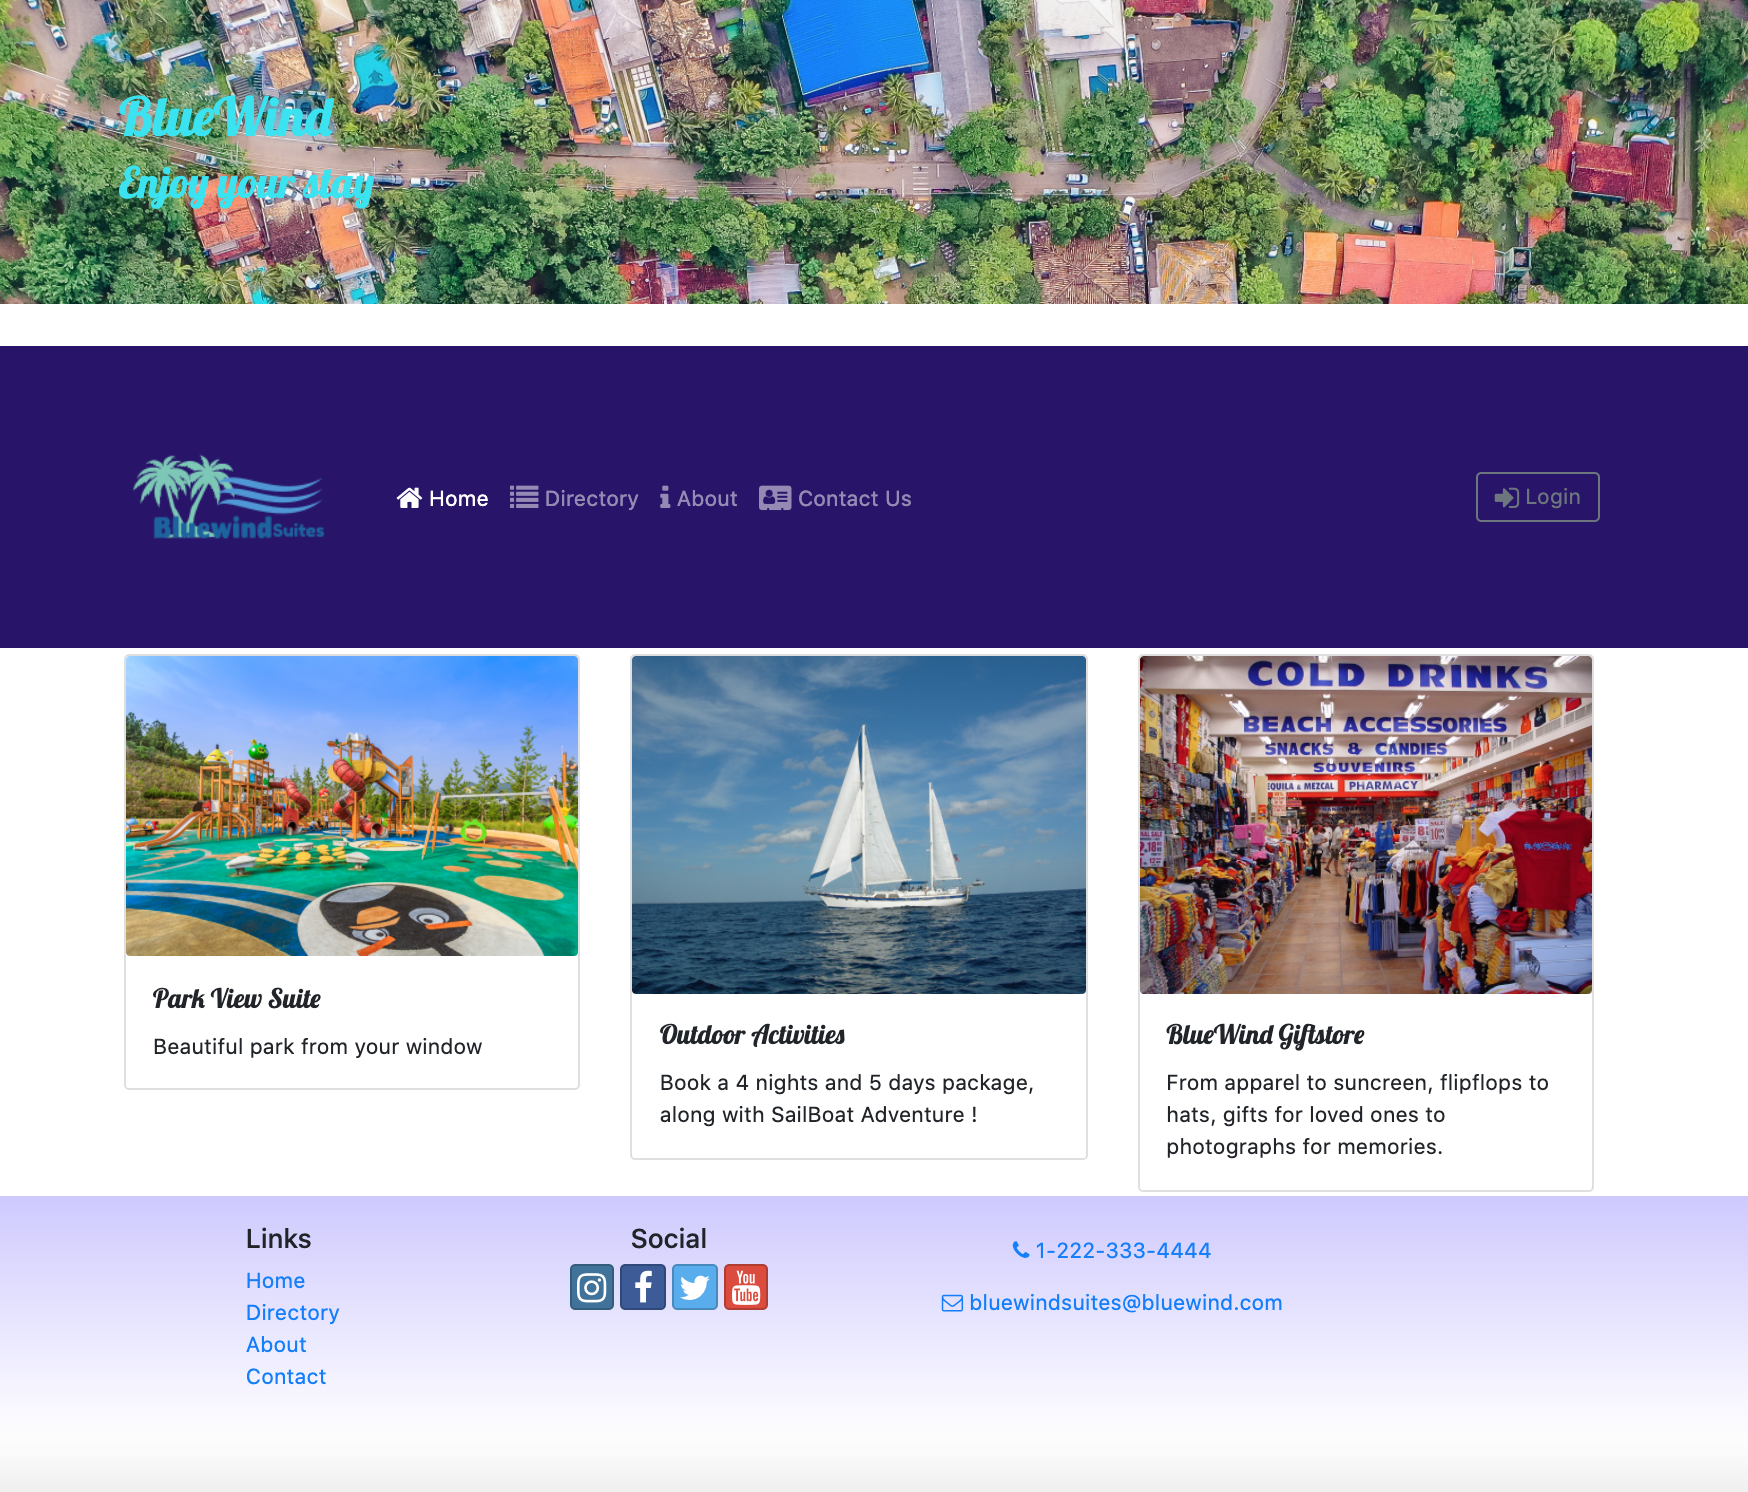 BlueWind
Enjoy your stay
Bluewind Suites
Home Directory About Contact Us
Login
COLD DRINKS
BEACH ACCESSORIES
SNACKS & CANDIES
SOUVENIRS
EQUILA & MEZCAL PHARMACY
Park View Suite
Beautiful park from your window
Outdoor Activities
Book a 4 nights and 5 days package,
along with SailBoat Adventure !
BlueWind Giftstore
From apparel to suncreen, flipflops to
hats, gifts for loved ones to
photographs for memories.
Links
Home
Directory
About
Contact
Social
You
Tube
1-222-333-4444
bluewindsuites@bluewind.com